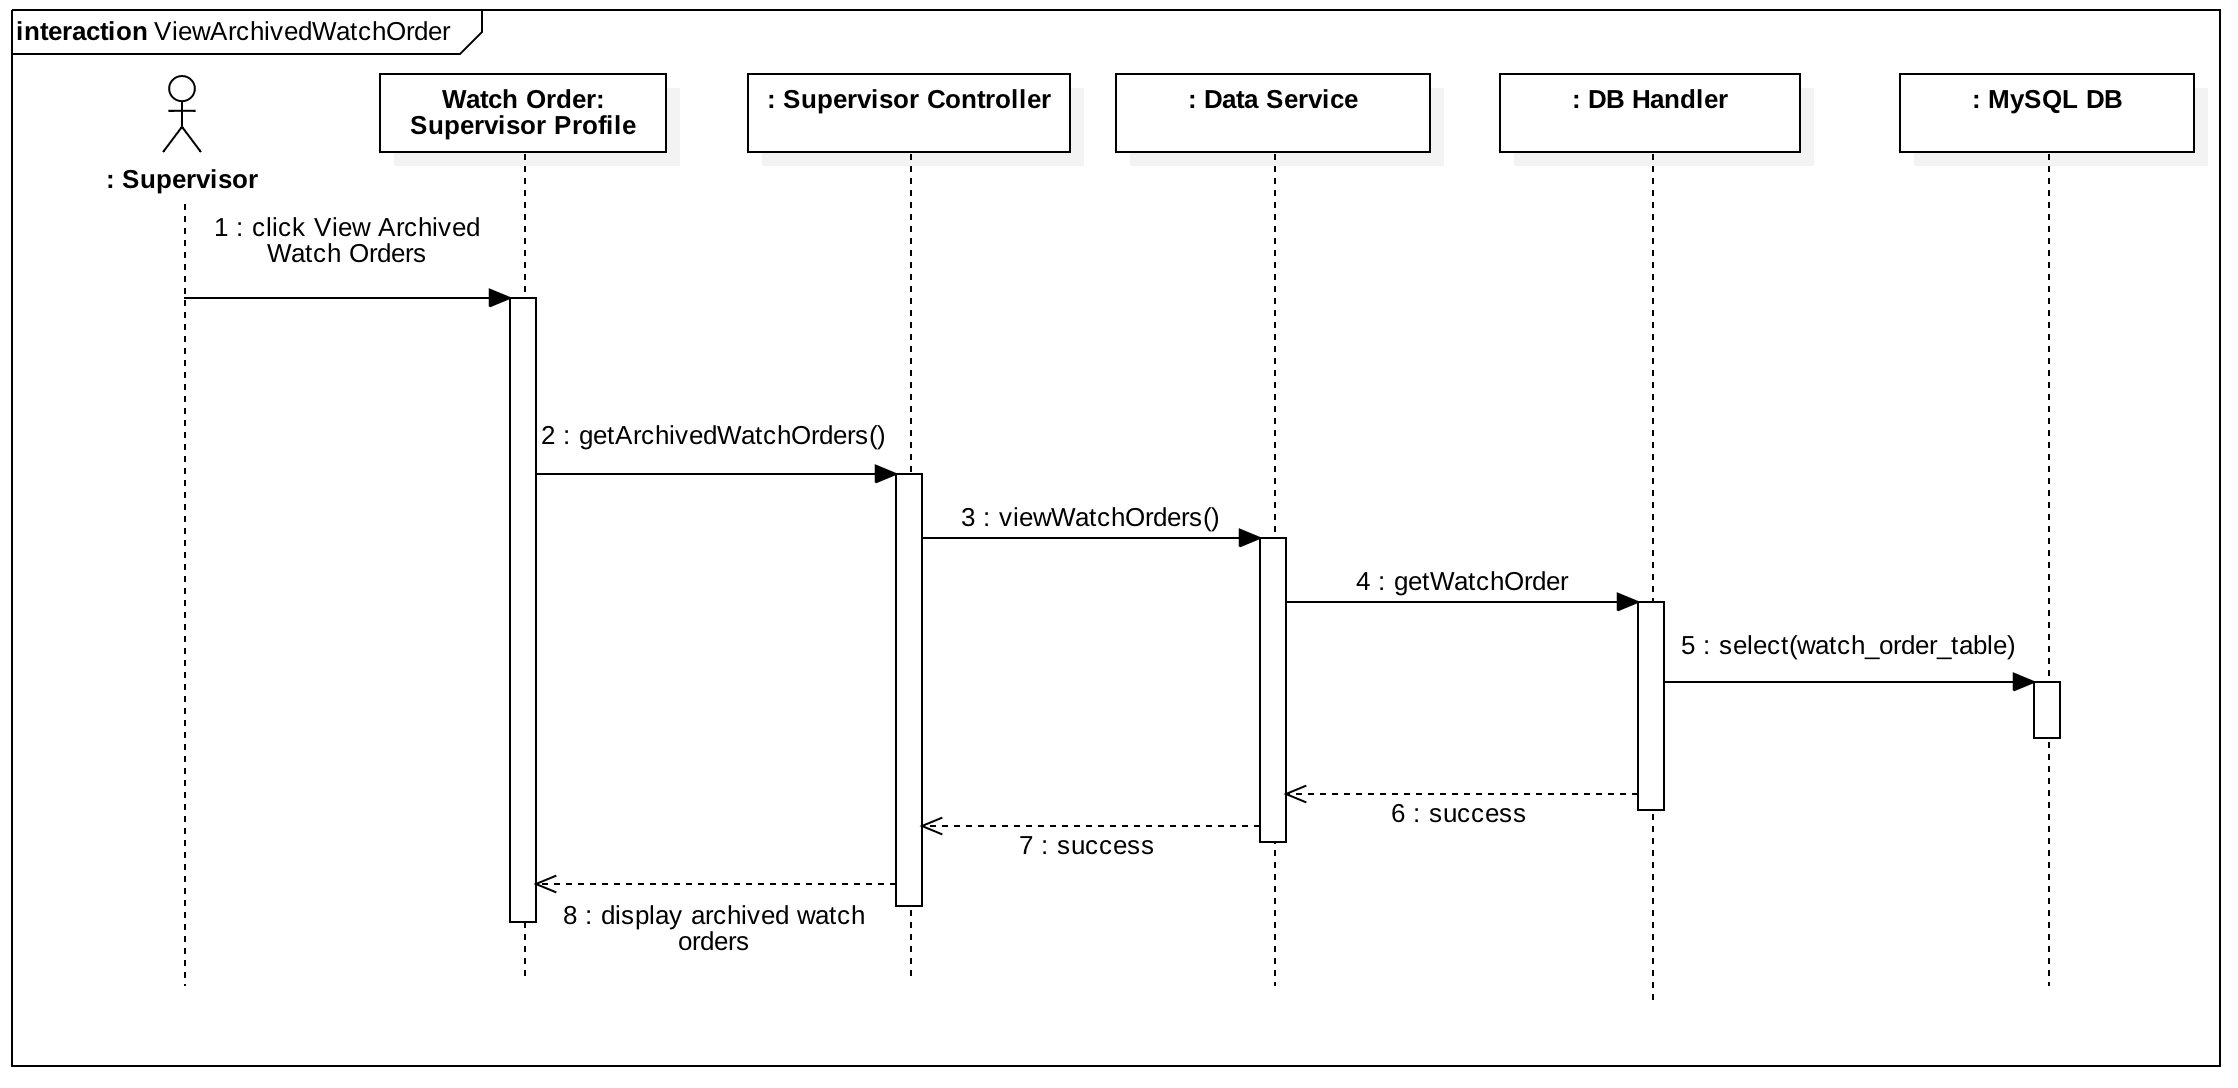 interaction ViewArchivedWatchOrder
: Supervisor
Watch Order:
Supervisor Profile
: Supervisor Controller
: Data Service
: DB Handler
: MySQL DB
1 : click View Archived
Watch Orders
2 : getArchivedWatchOrders()
3 : viewWatchOrders()
4 : getWatchOrder
5 : select(watch_order_table)
6 : success
7 : success
8 : display archived watch
orders